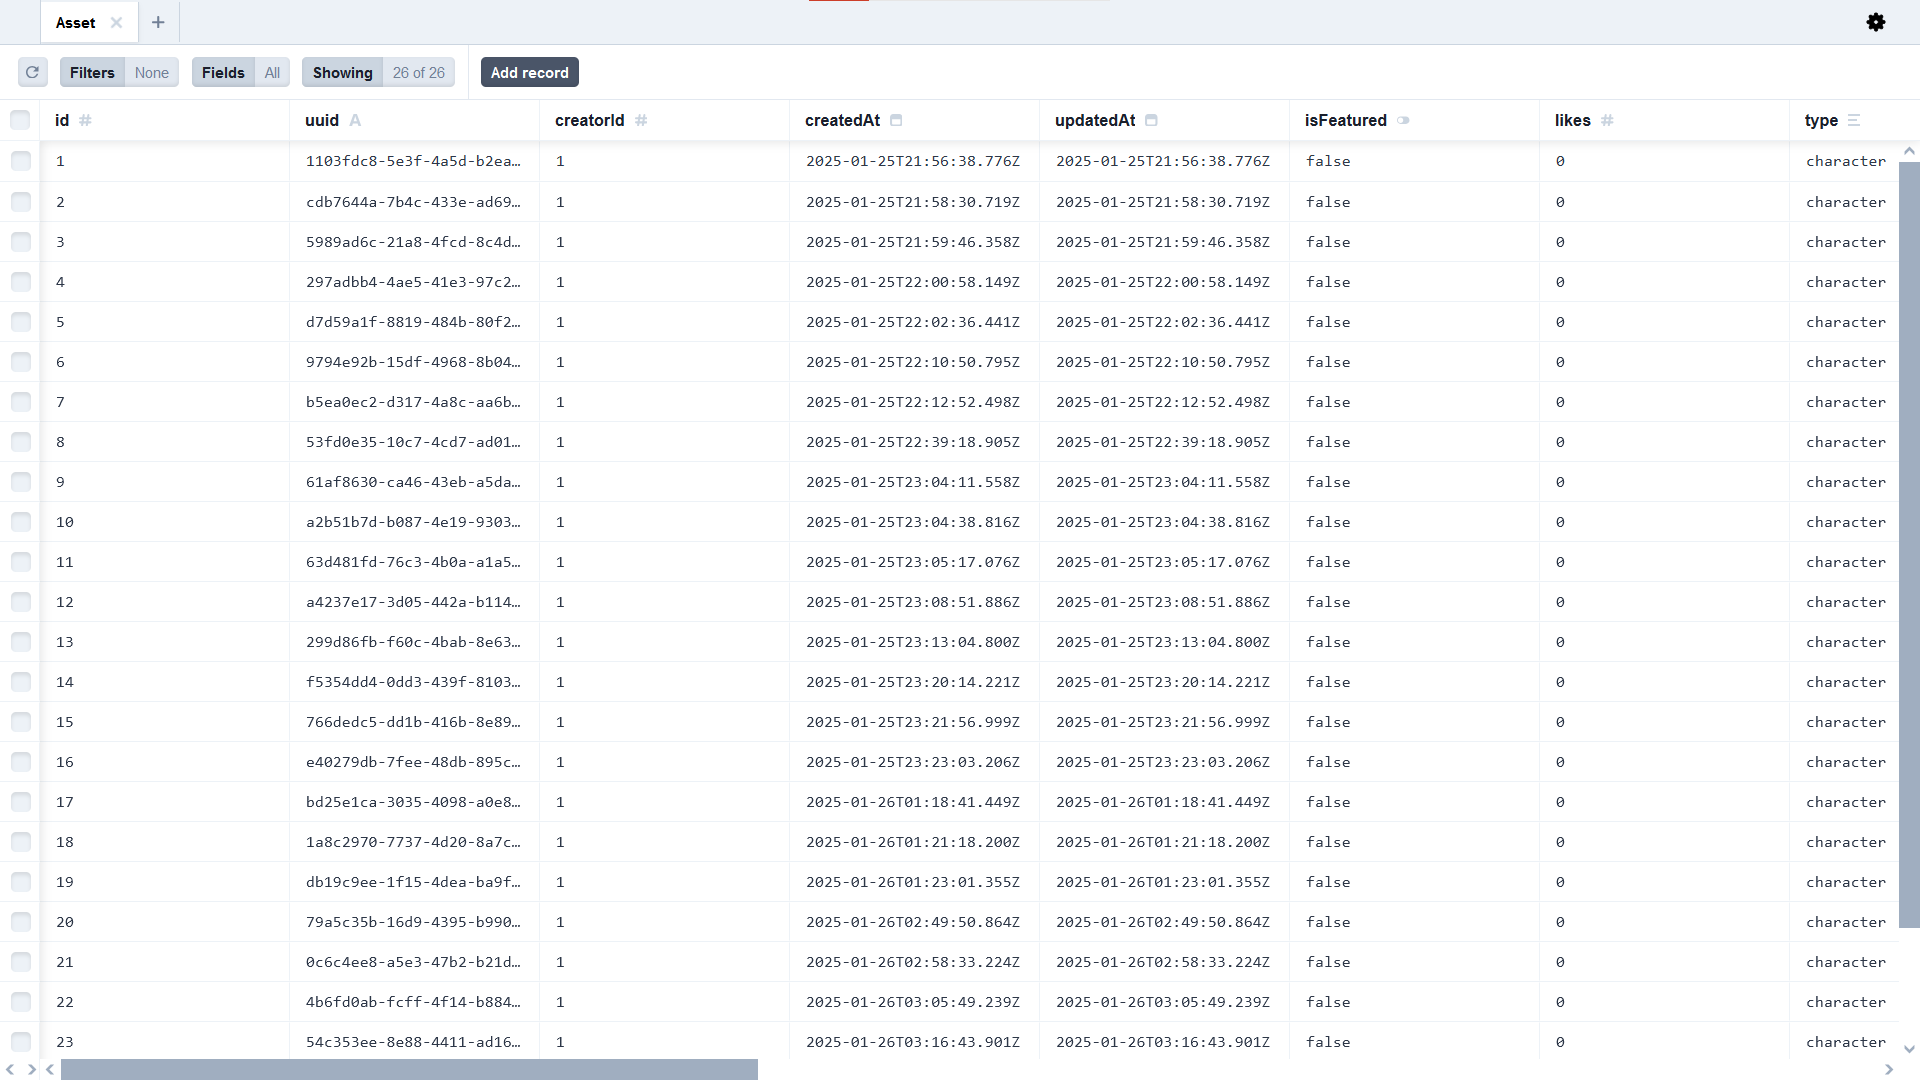 Asset
Filters None Fields All Showing 26 of 26 Add record
id # uuid A creatorId # createdAt updatedAt isFeatured likes # type
1 1103fdc8-5e3f-4a5d-b2ea… 1 2025-01-25T21:56:38.776Z 2025-01-25T21:56:38.776Z false 0 character
2 cdb7644a-7b4c-433e-ad69… 1 2025-01-25T21:58:30.719Z 2025-01-25T21:58:30.719Z false 0 character
3 5989ad6c-21a8-4fcd-8c4d… 1 2025-01-25T21:59:46.358Z 2025-01-25T21:59:46.358Z false 0 character
4 297adbb4-4ae5-41e3-97c2… 1 2025-01-25T22:00:58.149Z 2025-01-25T22:00:58.149Z false 0 character
5 d7d59a1f-8819-484b-80f2… 1 2025-01-25T22:02:36.441Z 2025-01-25T22:02:36.441Z false 0 character
6 9794e92b-15df-4968-8b04… 1 2025-01-25T22:10:50.795Z 2025-01-25T22:10:50.795Z false 0 character
7 b5ea0ec2-d317-4a8c-aa6b… 1 2025-01-25T22:12:52.498Z 2025-01-25T22:12:52.498Z false 0 character
8 53fd0e35-10c7-4cd7-ad01… 1 2025-01-25T22:39:18.905Z 2025-01-25T22:39:18.905Z false 0 character
9 61af8630-ca46-43eb-a5da… 1 2025-01-25T23:04:11.558Z 2025-01-25T23:04:11.558Z false 0 character
10 a2b51b7d-b087-4e19-9303… 1 2025-01-25T23:04:38.816Z 2025-01-25T23:04:38.816Z false 0 character
11 63d481fd-76c3-4b0a-a1a5… 1 2025-01-25T23:05:17.076Z 2025-01-25T23:05:17.076Z false 0 character
12 a4237e17-3d05-442a-b114… 1 2025-01-25T23:08:51.886Z 2025-01-25T23:08:51.886Z false 0 character
13 299d86fb-f60c-4bab-8e63… 1 2025-01-25T23:13:04.800Z 2025-01-25T23:13:04.800Z false 0 character
14 f5354dd4-0dd3-439f-8103… 1 2025-01-25T23:20:14.221Z 2025-01-25T23:20:14.221Z false 0 character
15 766dedc5-dd1b-416b-8e89… 1 2025-01-25T23:21:56.999Z 2025-01-25T23:21:56.999Z false 0 character
16 e40279db-7fee-48db-895c… 1 2025-01-25T23:23:03.206Z 2025-01-25T23:23:03.206Z false 0 character
17 bd25e1ca-3035-4098-a0e8… 1 2025-01-26T01:18:41.449Z 2025-01-26T01:18:41.449Z false 0 character
18 1a8c2970-7737-4d20-8a7c… 1 2025-01-26T01:21:18.200Z 2025-01-26T01:21:18.200Z false 0 character
19 db19c9ee-1f15-4dea-ba9f… 1 2025-01-26T01:23:01.355Z 2025-01-26T01:23:01.355Z false 0 character
20 79a5c35b-16d9-4395-b990… 1 2025-01-26T02:49:50.864Z 2025-01-26T02:49:50.864Z false 0 character
21 0c6c4ee8-a5e3-47b2-b21d… 1 2025-01-26T02:58:33.224Z 2025-01-26T02:58:33.224Z false 0 character
22 4b6fd0ab-fcff-4f14-b884… 1 2025-01-26T03:05:49.239Z 2025-01-26T03:05:49.239Z false 0 character
23 54c353ee-8e88-4411-ad16… 1 2025-01-26T03:16:43.901Z 2025-01-26T03:16:43.901Z false 0 character